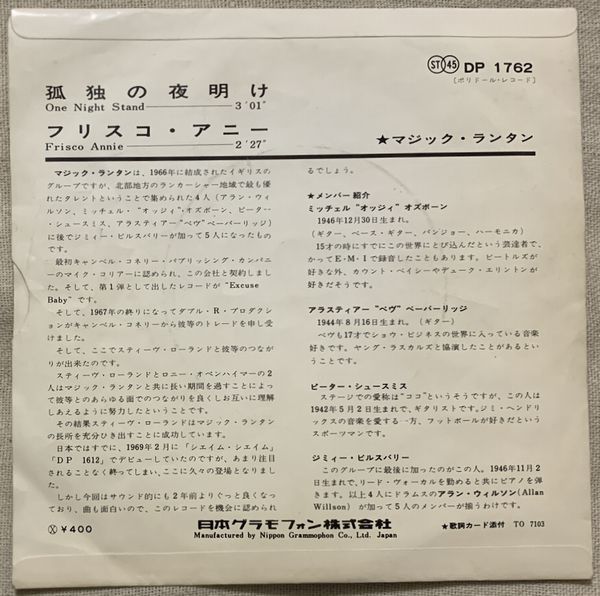 ST 45 DP 1762
[ポリドール・レコード]
孤独の夜明け
One Night Stand 3'01"
フリスコ・アニー
Frisco Annie 2'27"
★マジック・ランタン
マジック・ランタンは、1966年に結成されたイギリスの
グループですが、北部地方のランカーシャー地域で最も優
れたタレントということで集められた4人（アラン・ウィ
ルソン、ミッチェル・“オッジィ”オズボーン、ピーター
・シュースミス、アラスティアー“ペヴ”ペーバーリッジ）
に後でジミィー・ビルスバリーが加って5人になったもの
です。
最初キャンベル・コネリー・パブリッシング・カンパニ
ーのマイク・コリアーに認められ、この会社と契約しまし
た。そして、第1弾として出したレコードが“Excuse
Baby”です。
そして、1967年の終りになってダブル・R・プロダクシ
ョンがキャンベル・コネリーから彼等のトレードを申し受
けました。
そして、ここでスティーヴ・ローランドと彼等のつなが
りが出来たのです。
スティーヴ・ローランドとロニー・オペンハイマーの2
人はマジック・ランタンと共に長い期間を過すことによっ
て彼等とのあらゆる面でのつながりを良くしお互いに理解
しあえるように努力したということです。
その結果スティーヴ・ローランドは、マジック・ランタン
の長所を充分ひき出すことに成功しています。
日本ではすでに、1969年2月に「シエイム・シエイム」
「DP 1612」でデビューしていたのですが、あまり注目
されることなく終ってしまい、ここに久々の登場となりまし
た。
しかし今回はサウンド的にも2年前よりぐっと良くなって
おり、曲も面白いので、このレコードを機会に認められ
るでしょう。
★メンバー紹介
ミッチェル“オッジィ”オズボーン
1946年12月30日生まれ。
（ギター、ベース・ギター、バンジョー、ハーモニカ）
15才の時にすでにこの世界にとび込んだという芸達者で、
かってE・M・Iで録音したこともあります。ビートルズが
好きな外、カウント・ベイシーやデューク・エリントンが
好きだそうです。
アラスティアー“ペヴ”ペーバーリッジ
1944年8月16日生まれ。（ギター）
ペヴも17才でショウ・ビジネスの世界に入っている音楽
好きです。ヤング・ラスカルズと協演したことがあるとい
うことです。
ピーター・シュースミス
ステージでの愛称は“ココ”というそうですが、この人は
1942年5月2日生まれで、ギタリストです。ジミ・ヘンドリ
ックスの音楽を愛する一方、フットボールが好きだという
スポーツマンです。
ジミィー・ビルスバリー
このグループに最後に加ったのがこの人。1946年11月2
日生まれで、リード・ヴォーカルを勤めると共にピアノを弾
きます。以上4人にドラムスのアラン・ウィルソン(Allan
Willson）が加って5人のメンバーが揃うわけです。
Ⓧ ¥400
日本グラモフォン株式会社
Manufactured by Nippon Grammophon Co., Ltd. Japan
★歌詞カード添付 TO 7103